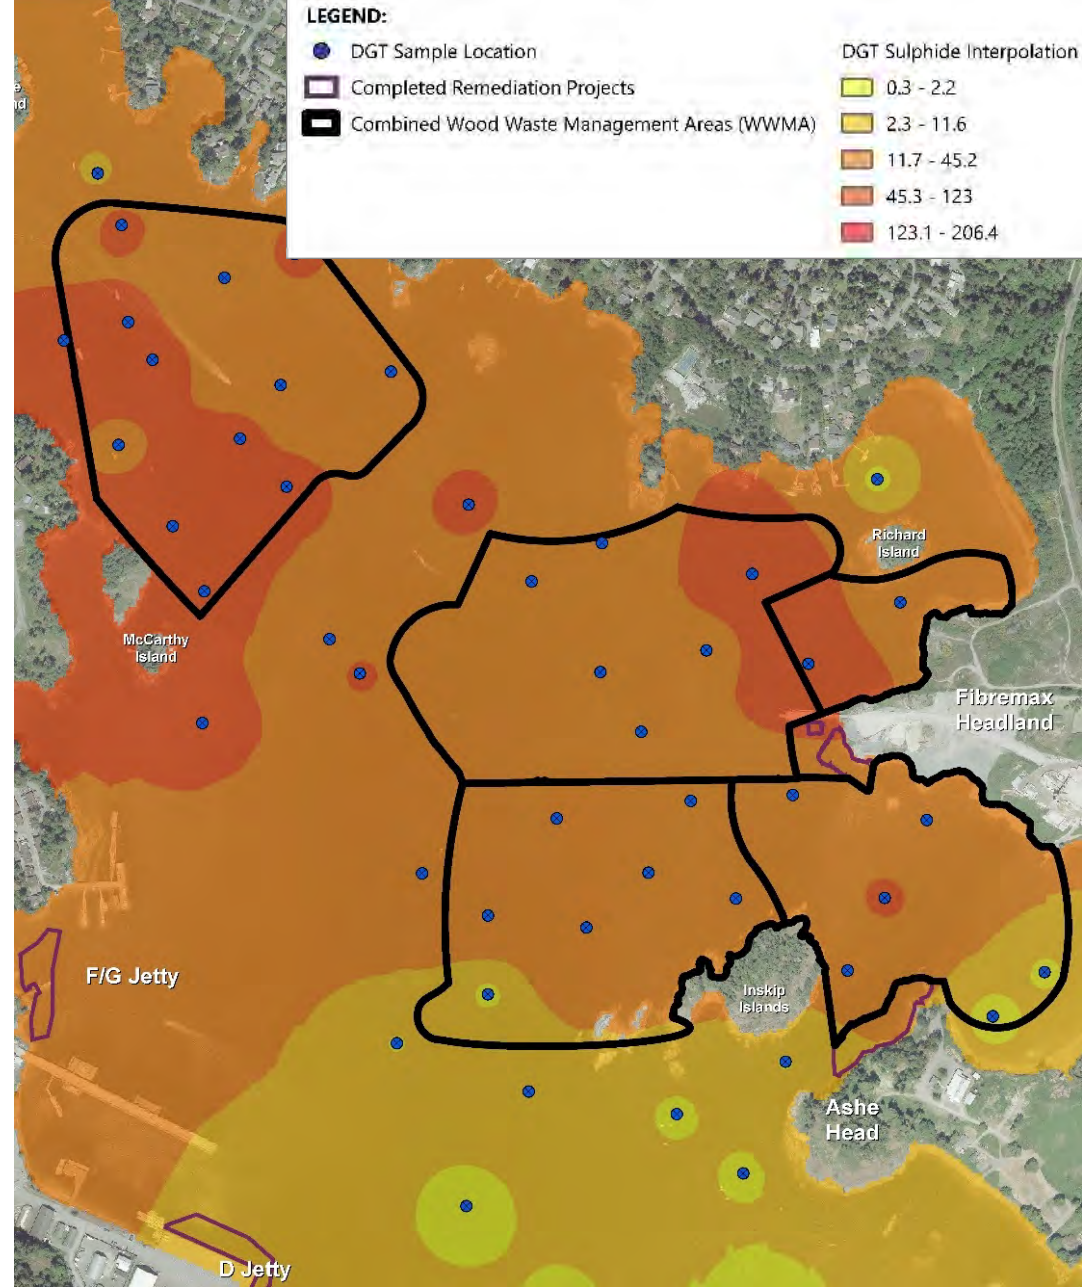 LEGEND:
DGT Sample Location
Completed Remediation Projects
Combined Wood Waste Management Areas (WWMA)
DGT Sulphide Interpolation
0.3 - 2.2
2.3 - 11.6
11.7 - 45.2
45.3 - 123
123.1 - 206.4
Richard
Island
McCarthy
Island
Fibremax
Headland
F/G Jetty
Inskip
Islands
Ashe
Head
D Jetty